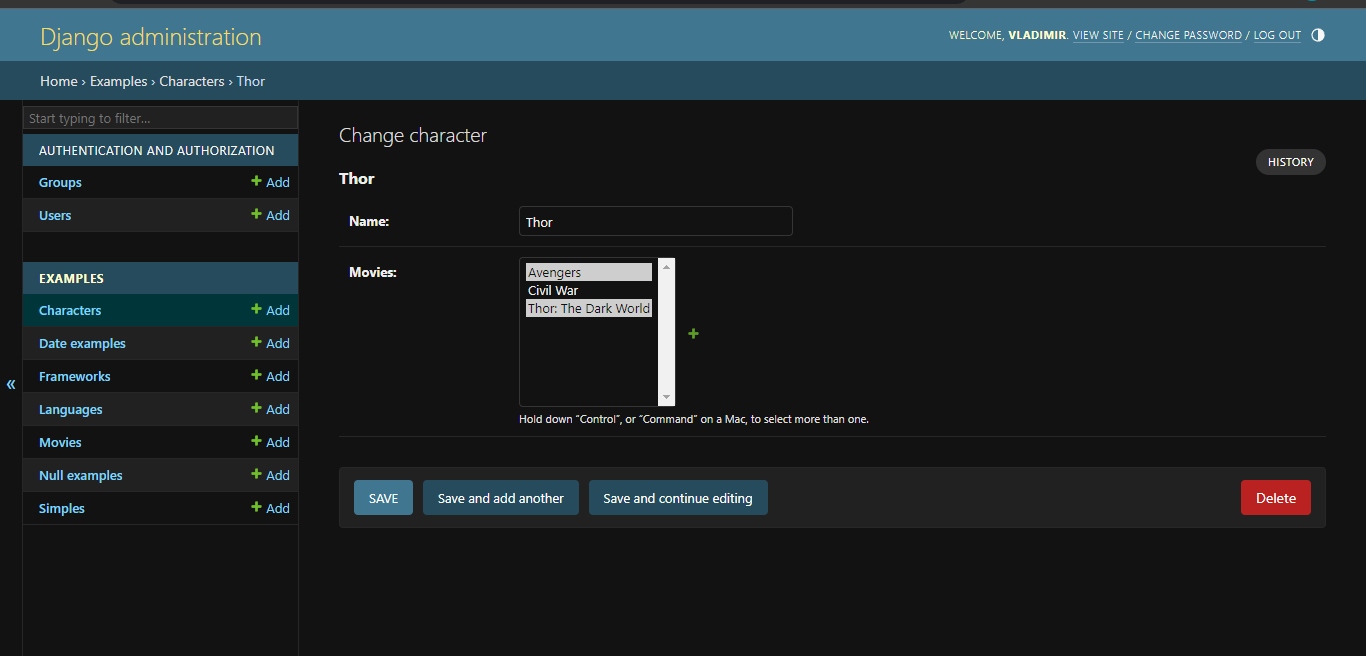 Django administration
WELCOME, VLADIMIR. VIEW SITE / CHANGE PASSWORD / LOG OUT
Home › Examples › Characters › Thor
Start typing to filter...
AUTHENTICATION AND AUTHORIZATION
Groups + Add
Users + Add
EXAMPLES
Characters + Add
Date examples + Add
Frameworks + Add
Languages + Add
Movies + Add
Null examples + Add
Simples + Add
«
Change character
HISTORY
Thor
Name: Thor
Movies:
Avengers
Civil War
Thor: The Dark World
+
Hold down “Control”, or “Command” on a Mac, to select more than one.
SAVE Save and add another Save and continue editing Delete